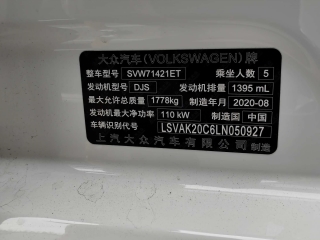 大众汽车(VOLKSWAGEN)牌
整车型号 SVW71421ET 乘坐人数 5
发动机型号 DJS 发动机排量 1395 mL
最大允许总质量 1778kg 制造年月 2020-08
发动机最大净功率 110 kW 制造国 中国
车辆识别代号 LSVAK20C6LN050927
上汽大众汽车有限公司 制造